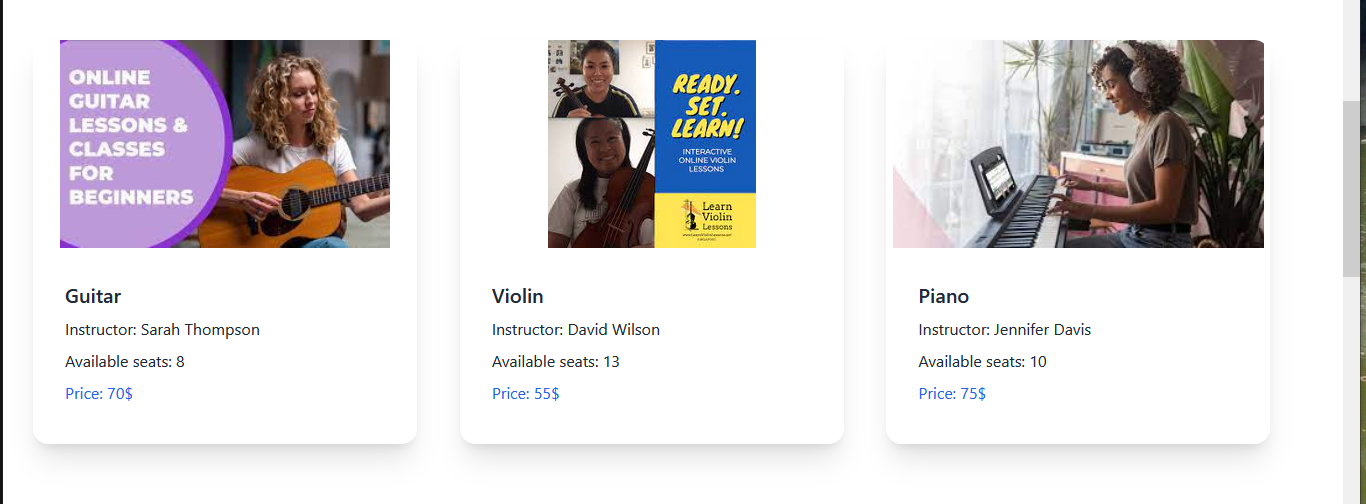 ONLINE
GUITAR
LESSONS &
CLASSES
FOR
BEGINNERS
READY.
SET.
LEARN!
INTERACTIVE
ONLINE VIOLIN
LESSONS
Learn
Violin
Lessons
Guitar
Instructor: Sarah Thompson
Available seats: 8
Price: 70$
Violin
Instructor: David Wilson
Available seats: 13
Price: 55$
Piano
Instructor: Jennifer Davis
Available seats: 10
Price: 75$